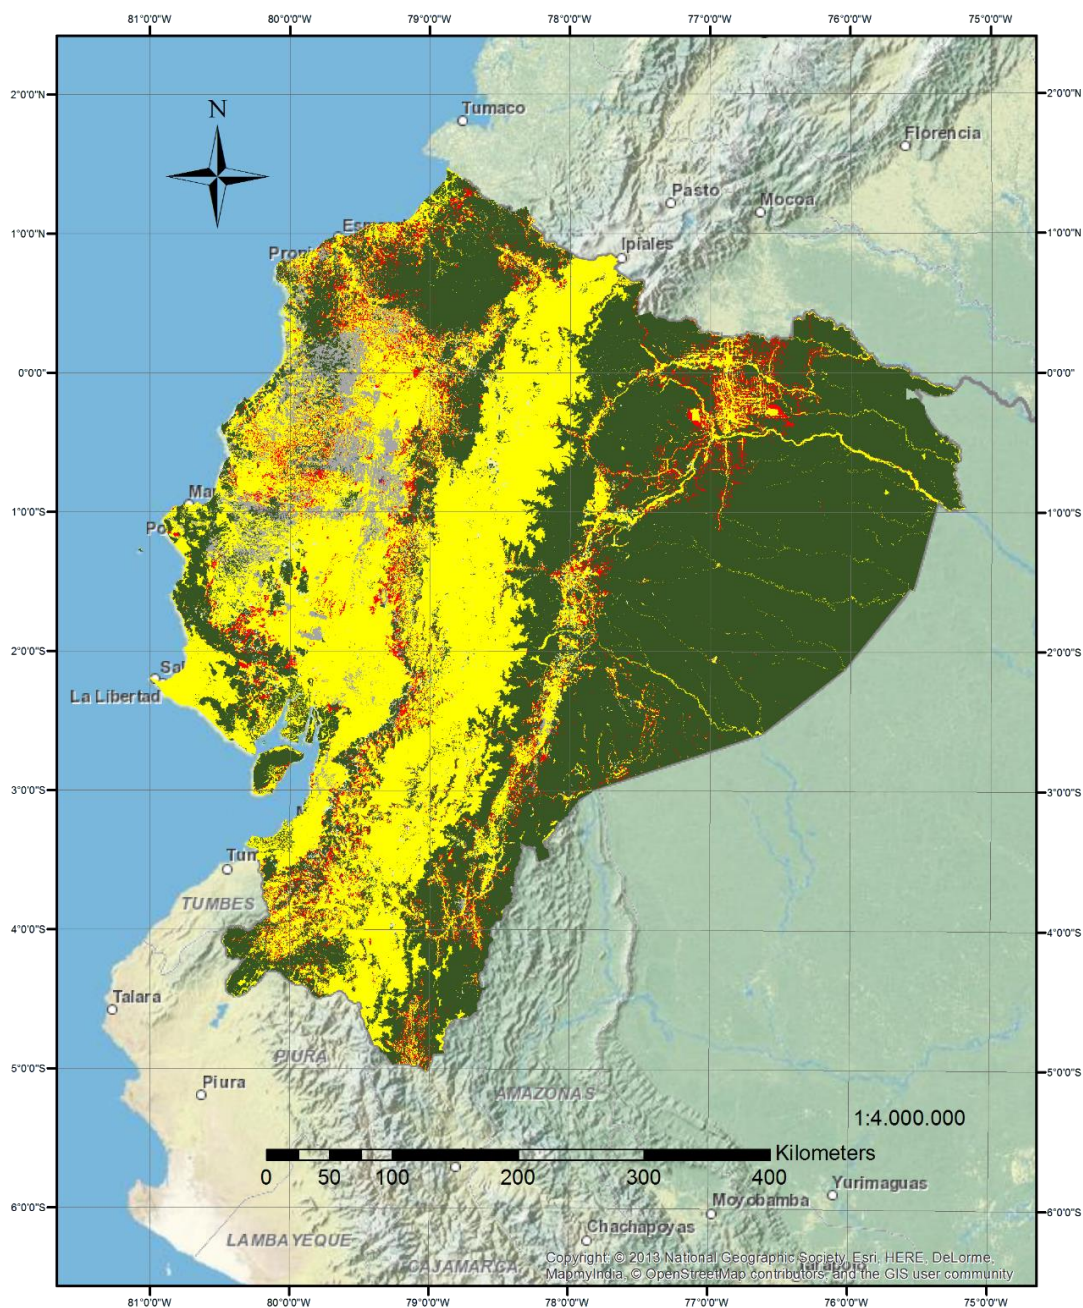 81°0'0"W 80°0'0"W 79°0'0"W 78°0'0"W 77°0'0"W 76°0'0"W 75°0'0"W
2°0'0"N 2°0'0"N
N
Tumaco
Florencia
Pasto
Mocoa
1°0'0"N 1°0'0"N
Ipiales
0°0'0" 0°0'0"
1°0'0"S 1°0'0"S
2°0'0"S 2°0'0"S
La Libertad
3°0'0"S 3°0'0"S
TUMBES
4°0'0"S 4°0'0"S
Talara
PIURA
5°0'0"S 5°0'0"S
Piura
AMAZONAS
1:4.000.000
Kilometers
0 50 100 200 300 400
Yurimaguas
Moyobamba
6°0'0"S 6°0'0"S
Chachapoyas
LAMBAYEQUE
CAJAMARCA
Copyright: © 2013 National Geographic Society, Esri, HERE, DeLorme,
MapmyIndia, © OpenStreetMap contributors, and the GIS user community
Tarapoto
81°0'0"W 80°0'0"W 79°0'0"W 78°0'0"W 77°0'0"W 76°0'0"W 75°0'0"W